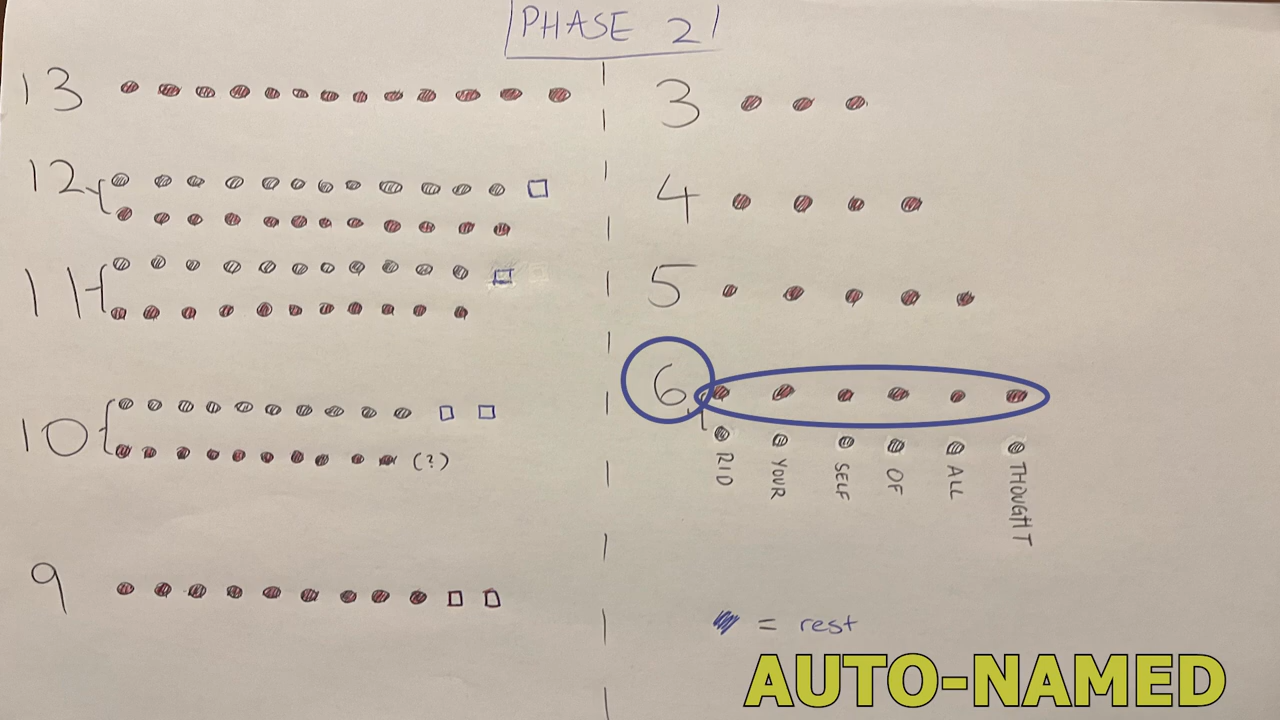 PHASE 2
13
12
11
10
(?)
9
3
4
5
6
RID YOUR SELF OF ALL THOUGHT
= rest
AUTO-NAMED